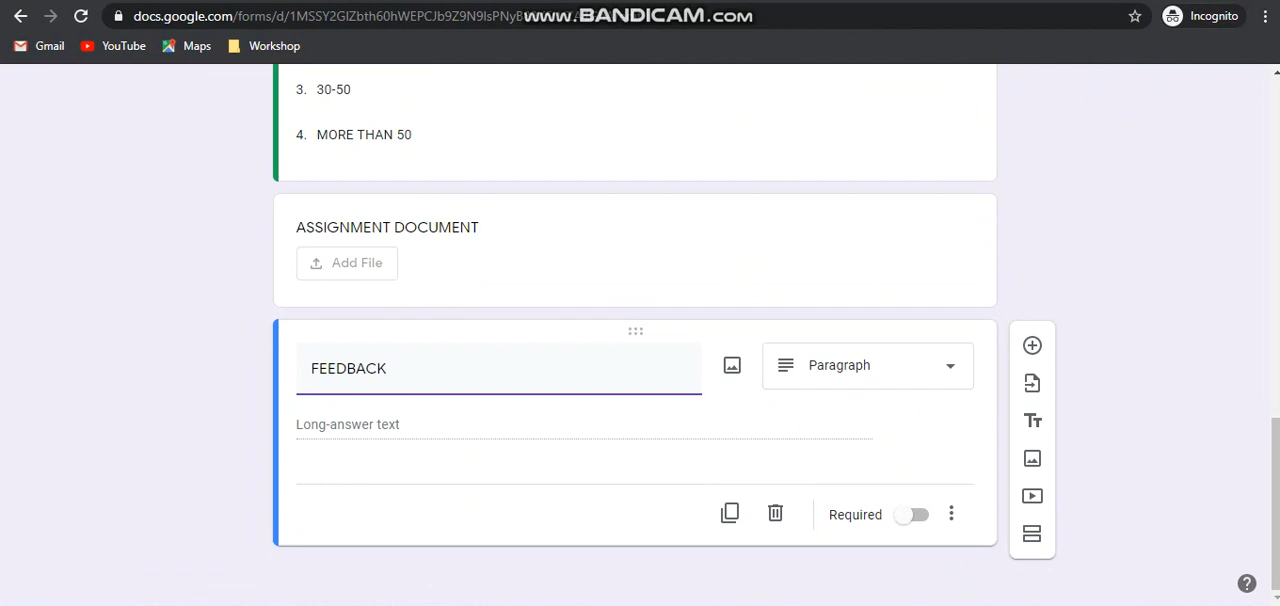 docs.google.com/forms/d/1MSSY2GIZbth60hWEPCJb9Z9N9IsPNyB
www.BANDICAM.com
Incognito
Gmail
YouTube
Maps
Workshop
3. 30-50
4. MORE THAN 50
ASSIGNMENT DOCUMENT
Add File
FEEDBACK
Paragraph
Long-answer text
Required